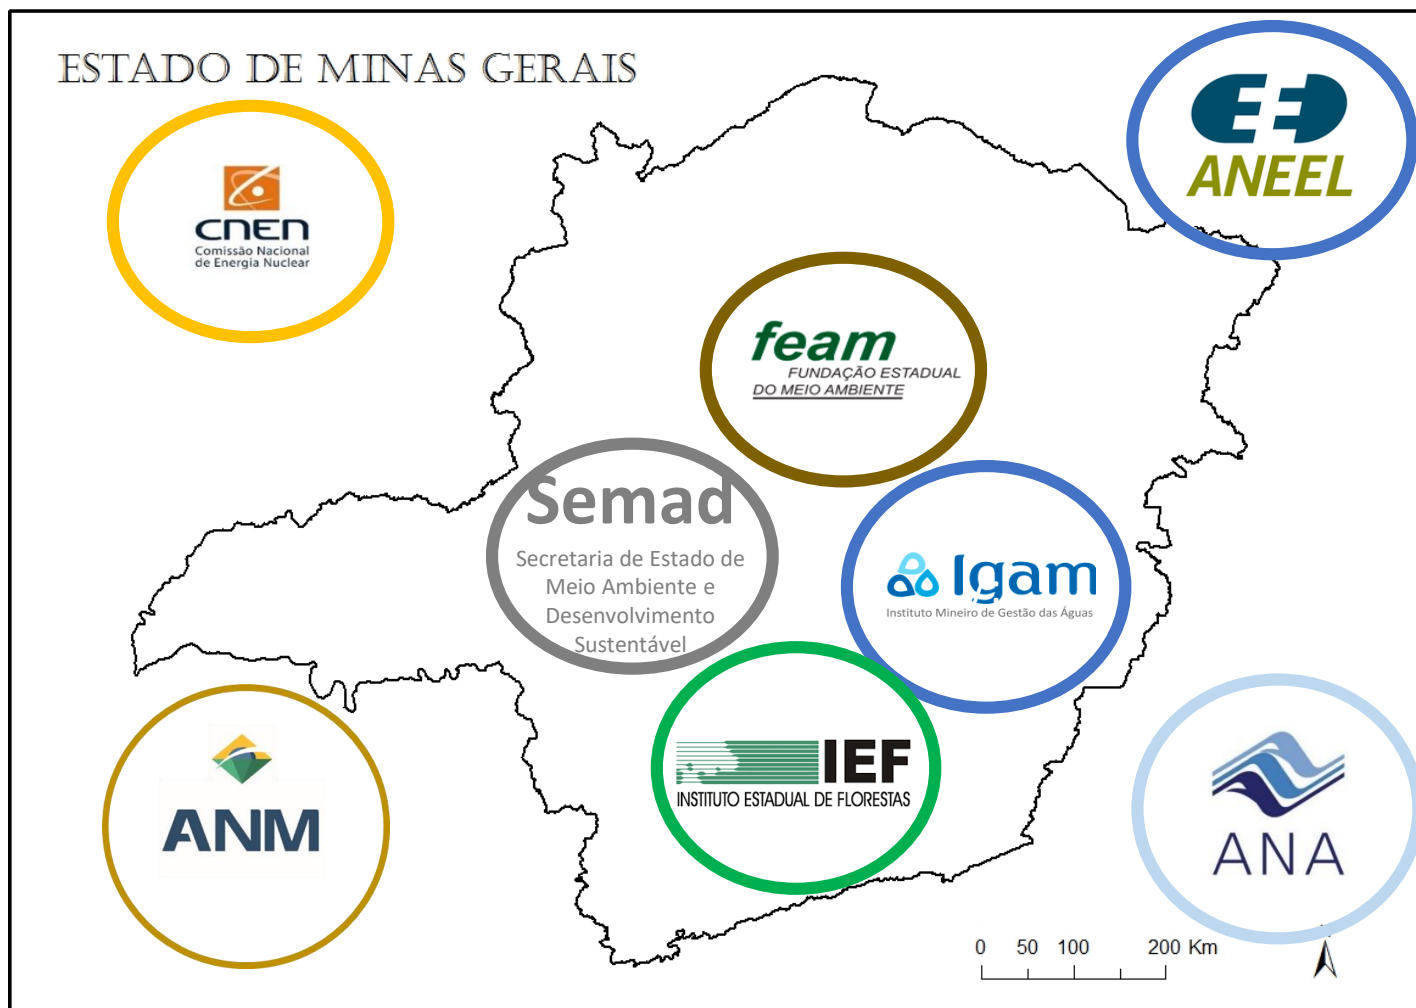 ESTADO DE MINAS GERAIS
CNEN
Comissão Nacional
de Energia Nuclear
ANEEL
feam
FUNDAÇÃO ESTADUAL
DO MEIO AMBIENTE
Semad
Secretaria de Estado de
Meio Ambiente e
Desenvolvimento
Sustentável
Igam
Instituto Mineiro de Gestão das Águas
IEF
INSTITUTO ESTADUAL DE FLORESTAS
ANM
ANA
0 50 100 200 Km